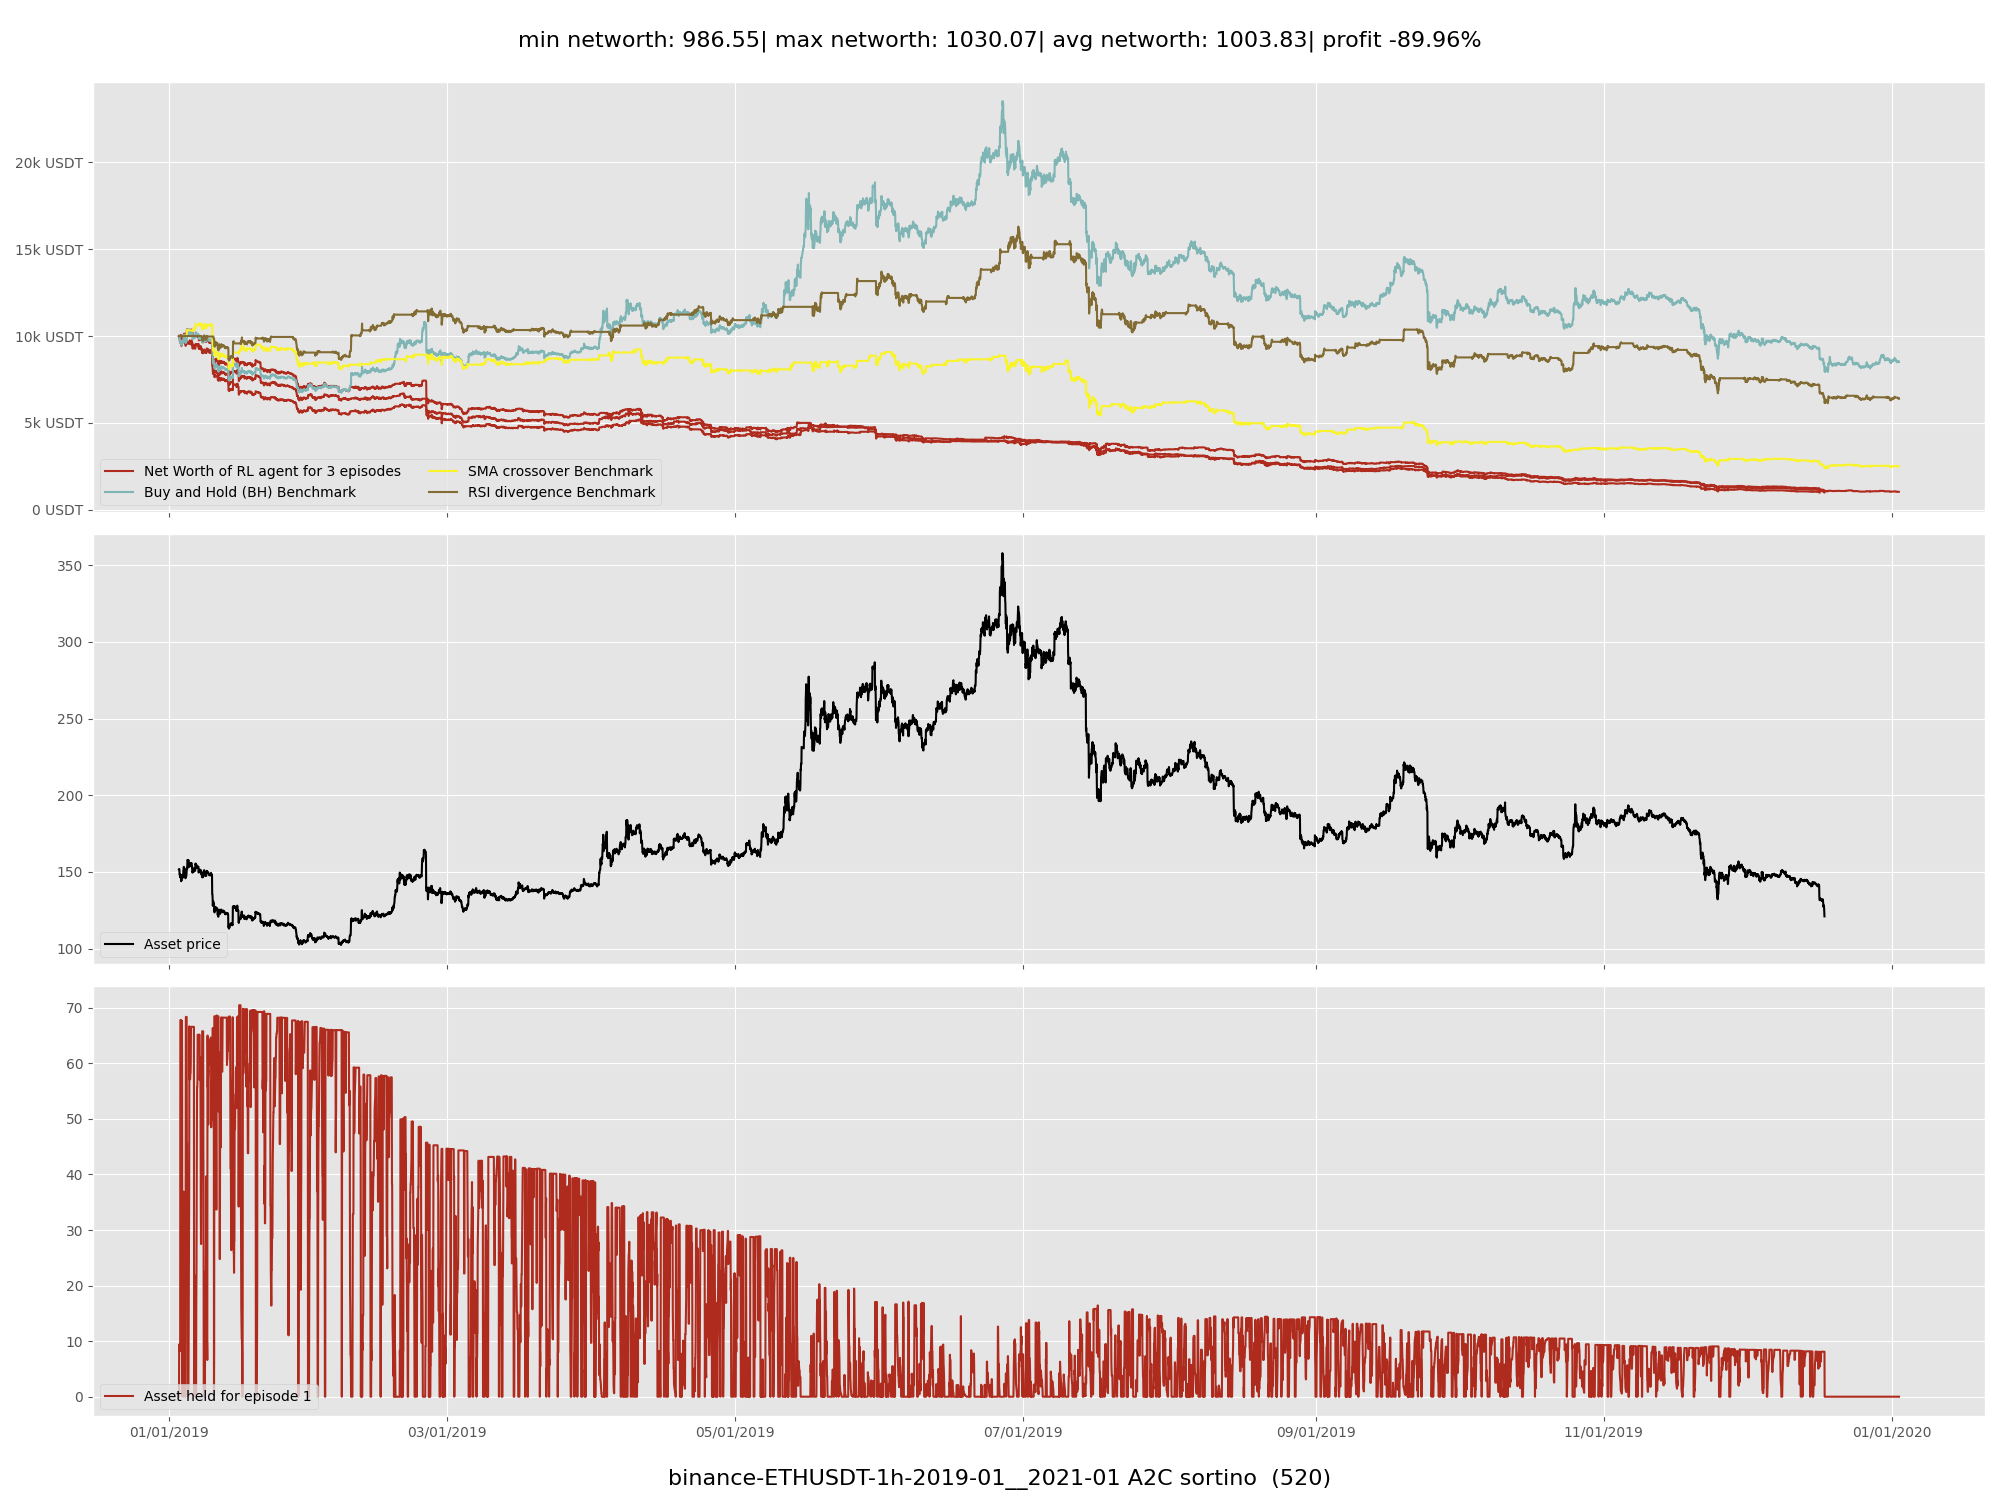 min networth: 986.55| max networth: 1030.07| avg networth: 1003.83| profit -89.96%
20k USDT
15k USDT
10k USDT
5k USDT
0 USDT
Net Worth of RL agent for 3 episodes
Buy and Hold (BH) Benchmark
SMA crossover Benchmark
RSI divergence Benchmark
350
300
250
200
150
100
Asset price
70
60
50
40
30
20
10
0
Asset held for episode 1
01/01/2019 03/01/2019 05/01/2019 07/01/2019 09/01/2019 11/01/2019 01/01/2020
binance-ETHUSDT-1h-2019-01__2021-01 A2C sortino (520)